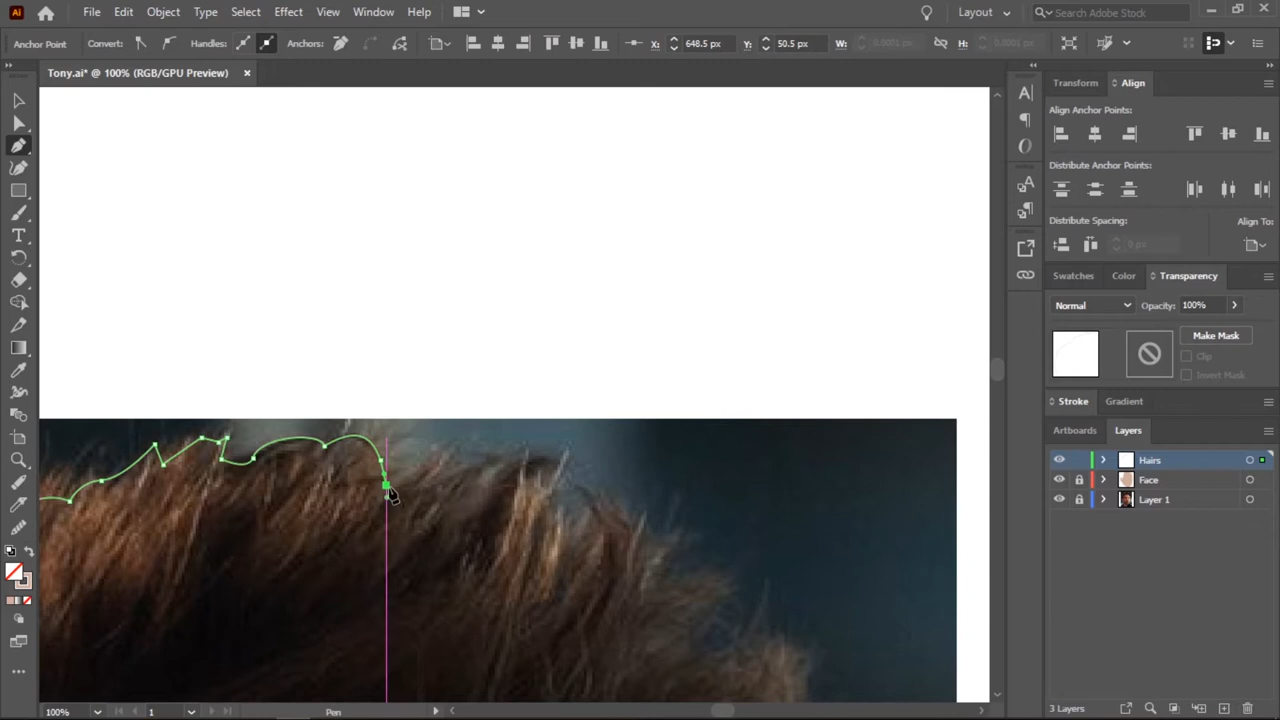 Ai File Edit Object Type Select Effect View Window Help Layout Search Adobe Stock
Anchor Point Convert: Handles: Anchors: X: 648.5 px Y: 50.5 px W: 0.0001 px H: 0.0001 px
Tony.ai* @ 100% (RGB/GPU Preview)
Transform Align
Align Anchor Points:
Distribute Anchor Points:
Distribute Spacing: Align To:
0 px
Swatches Color Transparency
Normal Opacity: 100%
Make Mask
Clip
Invert Mask
Stroke Gradient
Artboards Layers
Hairs
Face
Layer 1
100% 1 Pen 3 Layers